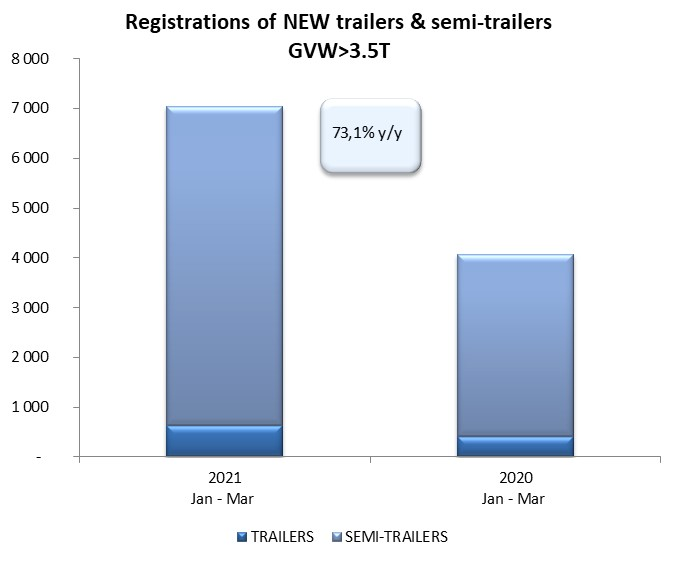 Registrations of NEW trailers & semi-trailers
GVW>3.5T
8 000
7 000
6 000
5 000
4 000
3 000
2 000
1 000
-
73,1% y/y
2021
Jan - Mar
2020
Jan - Mar
TRAILERS
SEMI-TRAILERS